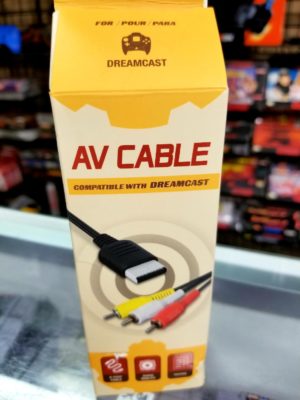 FOR / POUR / PARA
DREAMCAST
AV CABLE
COMPATIBLE WITH DREAMCAST